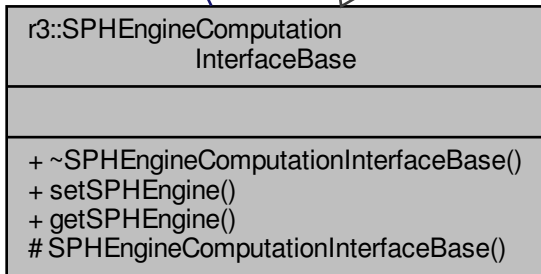 r3::SPHEngineComputation
InterfaceBase
+ ~SPHEngineComputationInterfaceBase()
+ setSPHEngine()
+ getSPHEngine()
# SPHEngineComputationInterfaceBase()